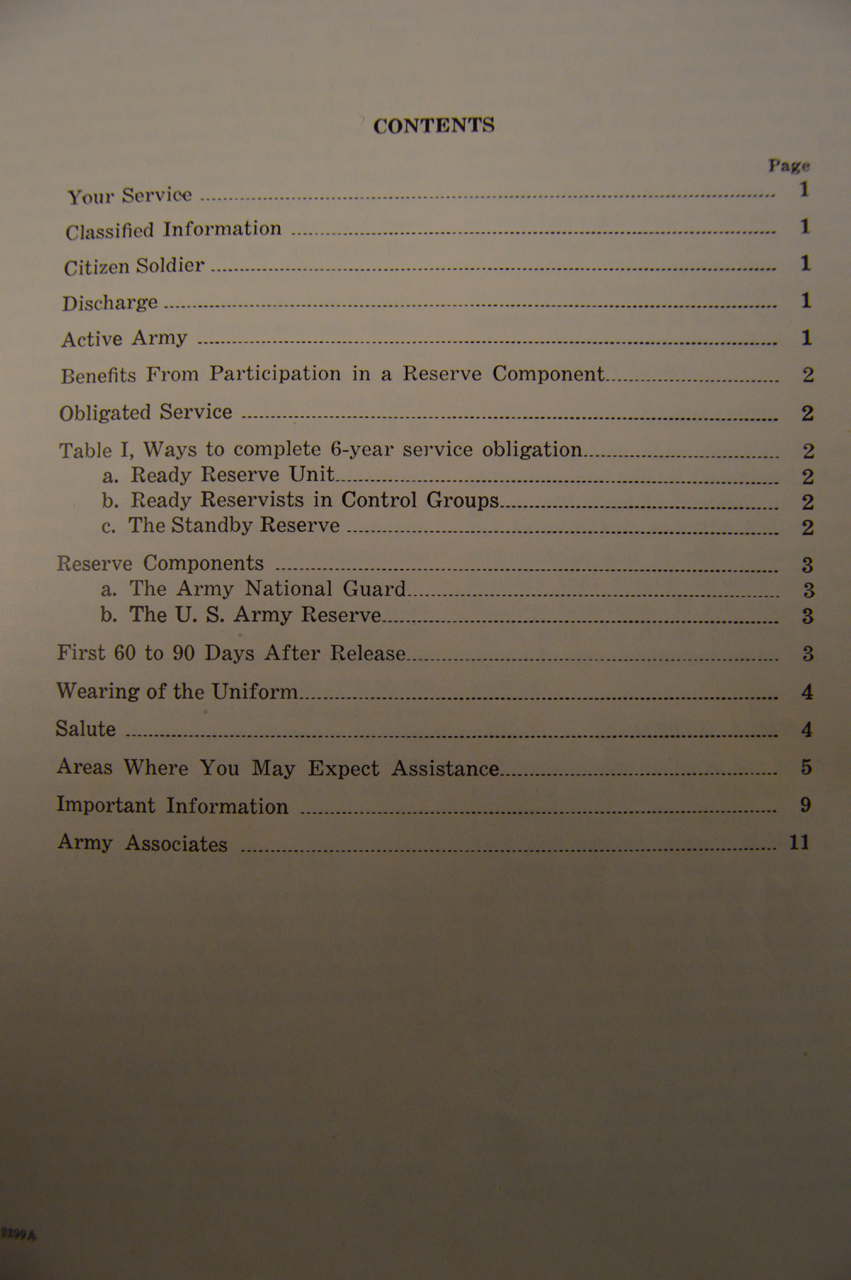 CONTENTS
Page
Your Service 1
Classified Information 1
Citizen Soldier 1
Discharge 1
Active Army 1
Benefits From Participation in a Reserve Component 2
Obligated Service 2
Table I, Ways to complete 6-year service obligation 2
a. Ready Reserve Unit 2
b. Ready Reservists in Control Groups 2
c. The Standby Reserve 2
Reserve Components 3
a. The Army National Guard 3
b. The U. S. Army Reserve 3
First 60 to 90 Days After Release 3
Wearing of the Uniform 4
Salute 4
Areas Where You May Expect Assistance 5
Important Information 9
Army Associates 11
2299A